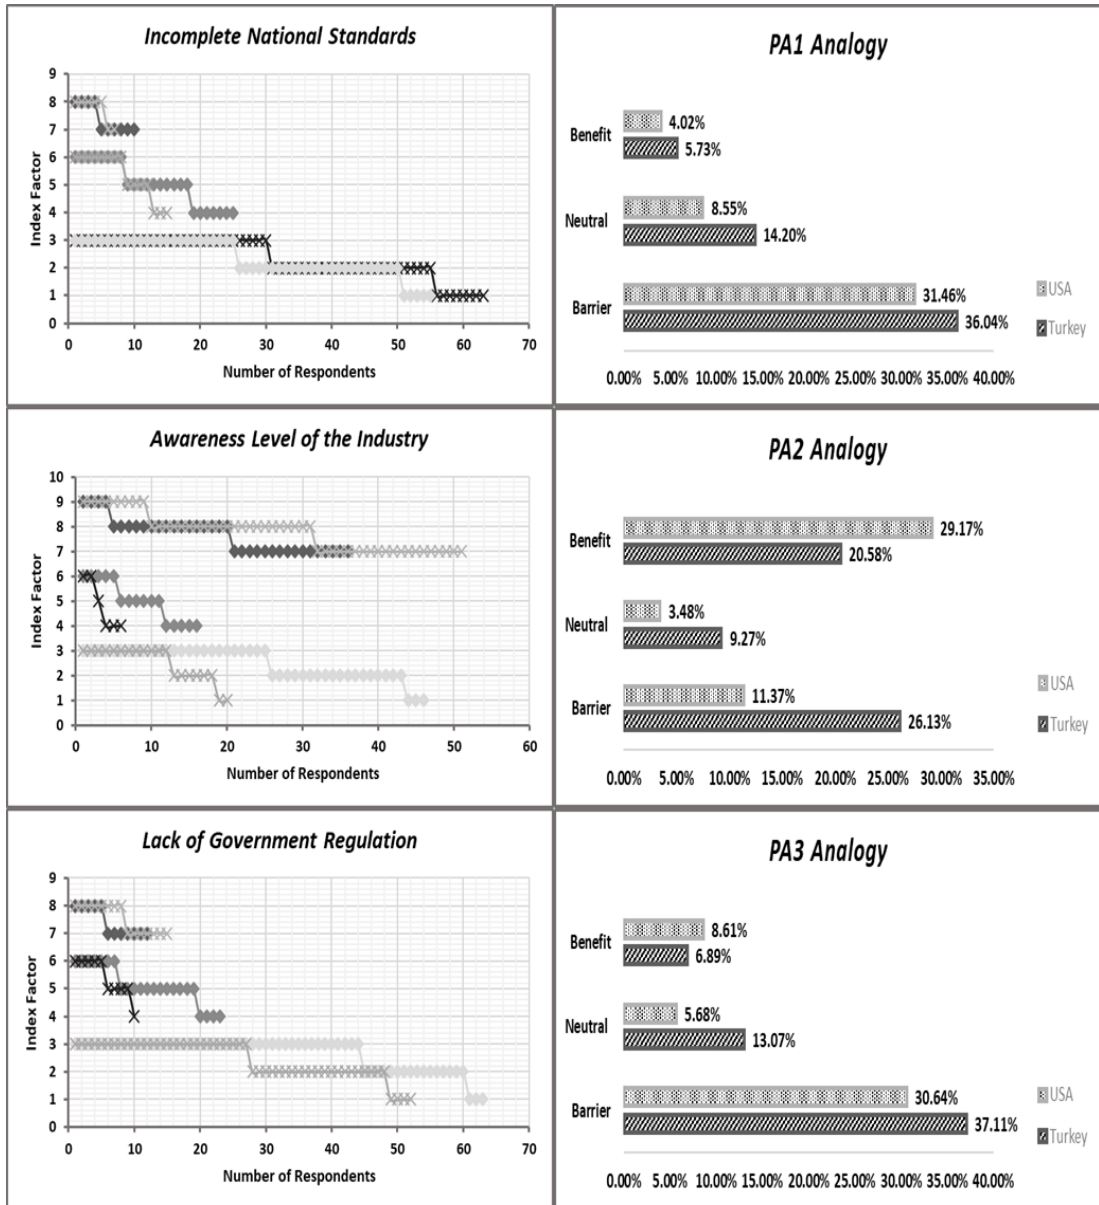 Incomplete National Standards
9
8
7
6
5
4
3
2
1
0
Index Factor
0 10 20 30 40 50 60 70
Number of Respondents
PA1 Analogy
Benefit
4.02%
5.73%
Neutral
8.55%
14.20%
Barrier
31.46%
36.04%
USA
Turkey
0.00% 5.00% 10.00% 15.00% 20.00% 25.00% 30.00% 35.00% 40.00%
Awareness Level of the Industry
10
9
8
7
6
5
4
3
2
1
0
Index Factor
0 10 20 30 40 50 60
Number of Respondents
PA2 Analogy
Benefit
29.17%
20.58%
Neutral
3.48%
9.27%
Barrier
11.37%
26.13%
USA
Turkey
0.00% 5.00% 10.00% 15.00% 20.00% 25.00% 30.00% 35.00%
Lack of Government Regulation
9
8
7
6
5
4
3
2
1
0
Index Factor
0 10 20 30 40 50 60 70
Number of Respondents
PA3 Analogy
Benefit
8.61%
6.89%
Neutral
5.68%
13.07%
Barrier
30.64%
37.11%
USA
Turkey
0.00% 5.00% 10.00% 15.00% 20.00% 25.00% 30.00% 35.00% 40.00%